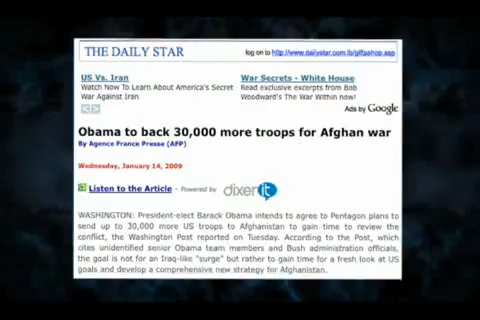 THE DAILY STAR
log on to http://www.dailystar.com.lb/giftshop.asp
US Vs. Iran
War Secrets - White House
Watch Now To Learn About America's Secret
Read exclusive excerpts from Bob
War Against Iran
Woodward's The War Within now!
Ads by Google
Obama to back 30,000 more troops for Afghan war
By Agence France Presse (AFP)
Wednesday, January 14, 2009
Listen to the Article - Powered by dixerit
WASHINGTON: President-elect Barack Obama intends to agree to Pentagon plans to
send up to 30,000 more US troops to Afghanistan to gain time to review the
conflict, the Washington Post reported on Tuesday. According to the Post, which
cites unidentified senior Obama team members and Bush administration officials,
the goal is not for an Iraq-like "surge" but rather to gain time for a fresh look at US
goals and develop a comprehensive new strategy for Afghanistan.